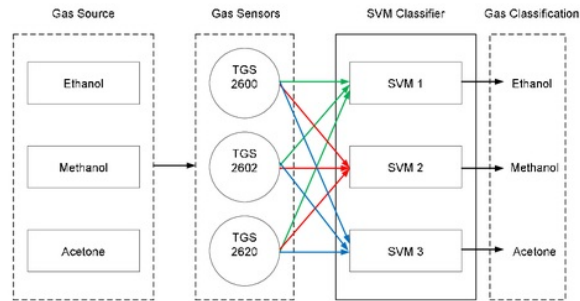 Gas Source
Gas Sensors
SVM Classifier
Gas Classification
Ethanol
TGS
2600
SVM 1
Ethanol
Methanol
TGS
2602
SVM 2
Methanol
Acetone
TGS
2620
SVM 3
Acetone